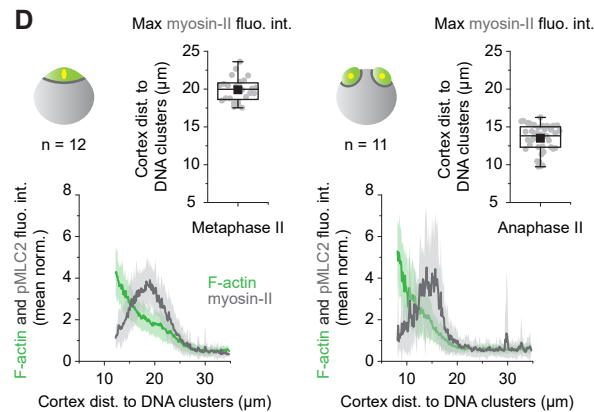 D
Max myosin-II fluo. int.
Cortex dist. to
DNA clusters (µm)
25
20
15
10
5
n = 12
Metaphase II
F-actin and pMLC2 fluo. int.
(mean norm.)
8
6
4
2
0
F-actin
myosin-II
10
20
30
Cortex dist. to DNA clusters (µm)
Max myosin-II fluo. int.
Cortex dist. to
DNA clusters (µm)
25
20
15
10
5
n = 11
Anaphase II
F-actin and pMLC2 fluo. int.
(mean norm.)
8
6
4
2
0
10
20
30
Cortex dist. to DNA clusters (µm)